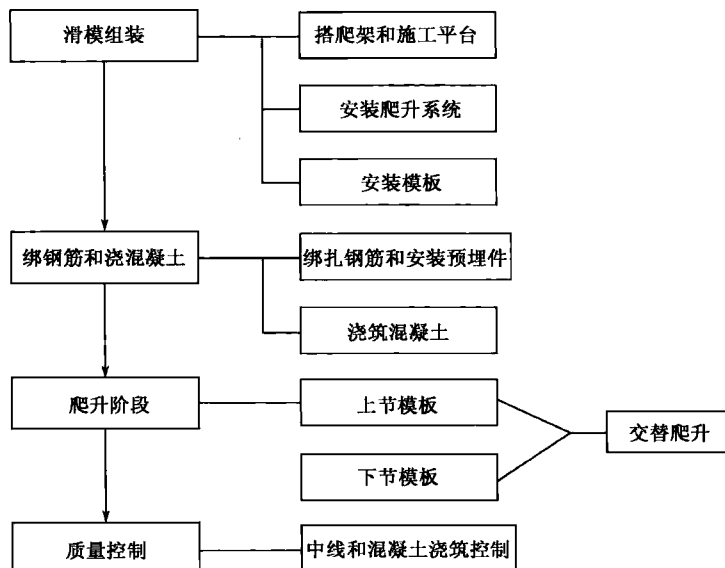 滑模组装
搭爬架和施工平台
安装爬升系统
安装模板
绑钢筋和浇混凝土
绑扎钢筋和安装预埋件
浇筑混凝土
爬升阶段
上节模板
交替爬升
下节模板
质量控制
中线和混凝土浇筑控制